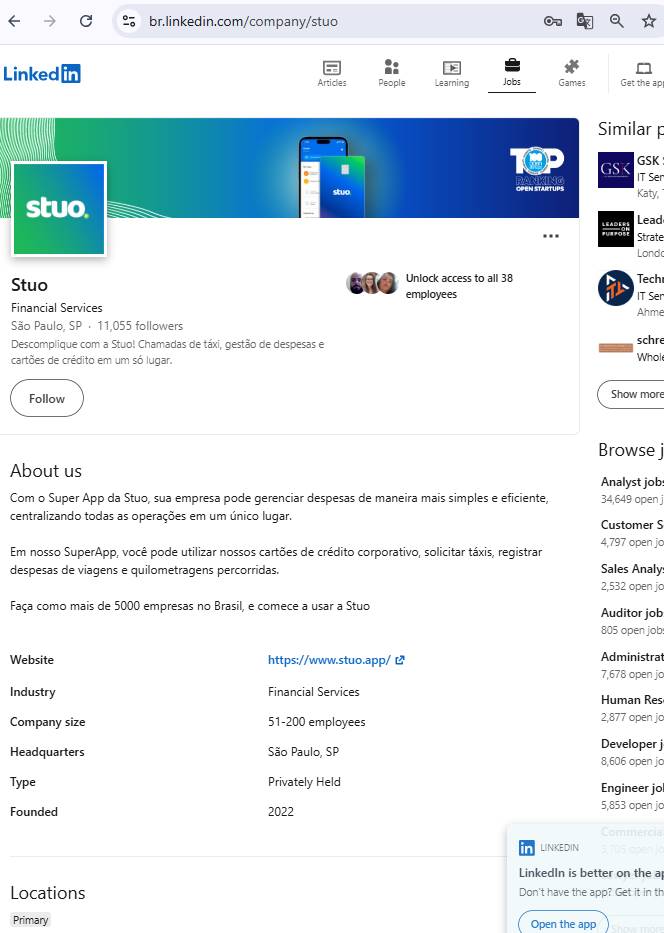 br.linkedin.com/company/stuo
Linkedin
Articles
People
Learning
Jobs
Games
Get the app
TOP
100
RANKING
OPEN STARTUPS
stuo.
stuo.
Stuo
Financial Services
São Paulo, SP · 11,055 followers
Descomplique com a Stuo! Chamadas de táxi, gestão de despesas e
cartões de crédito em um só lugar.
Unlock access to all 38
employees
Follow
About us
Com o Super App da Stuo, sua empresa pode gerenciar despesas de maneira mais simples e eficiente,
centralizando todas as operações em um único lugar.
Em nosso SuperApp, você pode utilizar nossos cartões de crédito corporativo, solicitar táxis, registrar
despesas de viagens e quilometragens percorridas.
Faça como mais de 5000 empresas no Brasil, e comece a usar a Stuo
Website https://www.stuo.app/
Industry Financial Services
Company size 51-200 employees
Headquarters São Paulo, SP
Type Privately Held
Founded 2022
Locations
Primary
Similar p
GSK
GSK S
IT Ser
Katy, T
LEADERS
ON
PURPOSE
Leade
Strate
Londo
Techn
IT Ser
Ahme
schre
Whole
Show more
Browse j
Analyst jobs
34,649 open j
Customer S
4,797 open jo
Sales Analys
2,532 open jo
Auditor job
805 open jobs
Administrat
7,678 open jo
Human Res
2,877 open jo
Developer j
8,606 open jo
Engineer jo
5,853 open jo
Commercia
LINKEDIN
LinkedIn is better on the ap
Don't have the app? Get it in th
Open the app
Show more